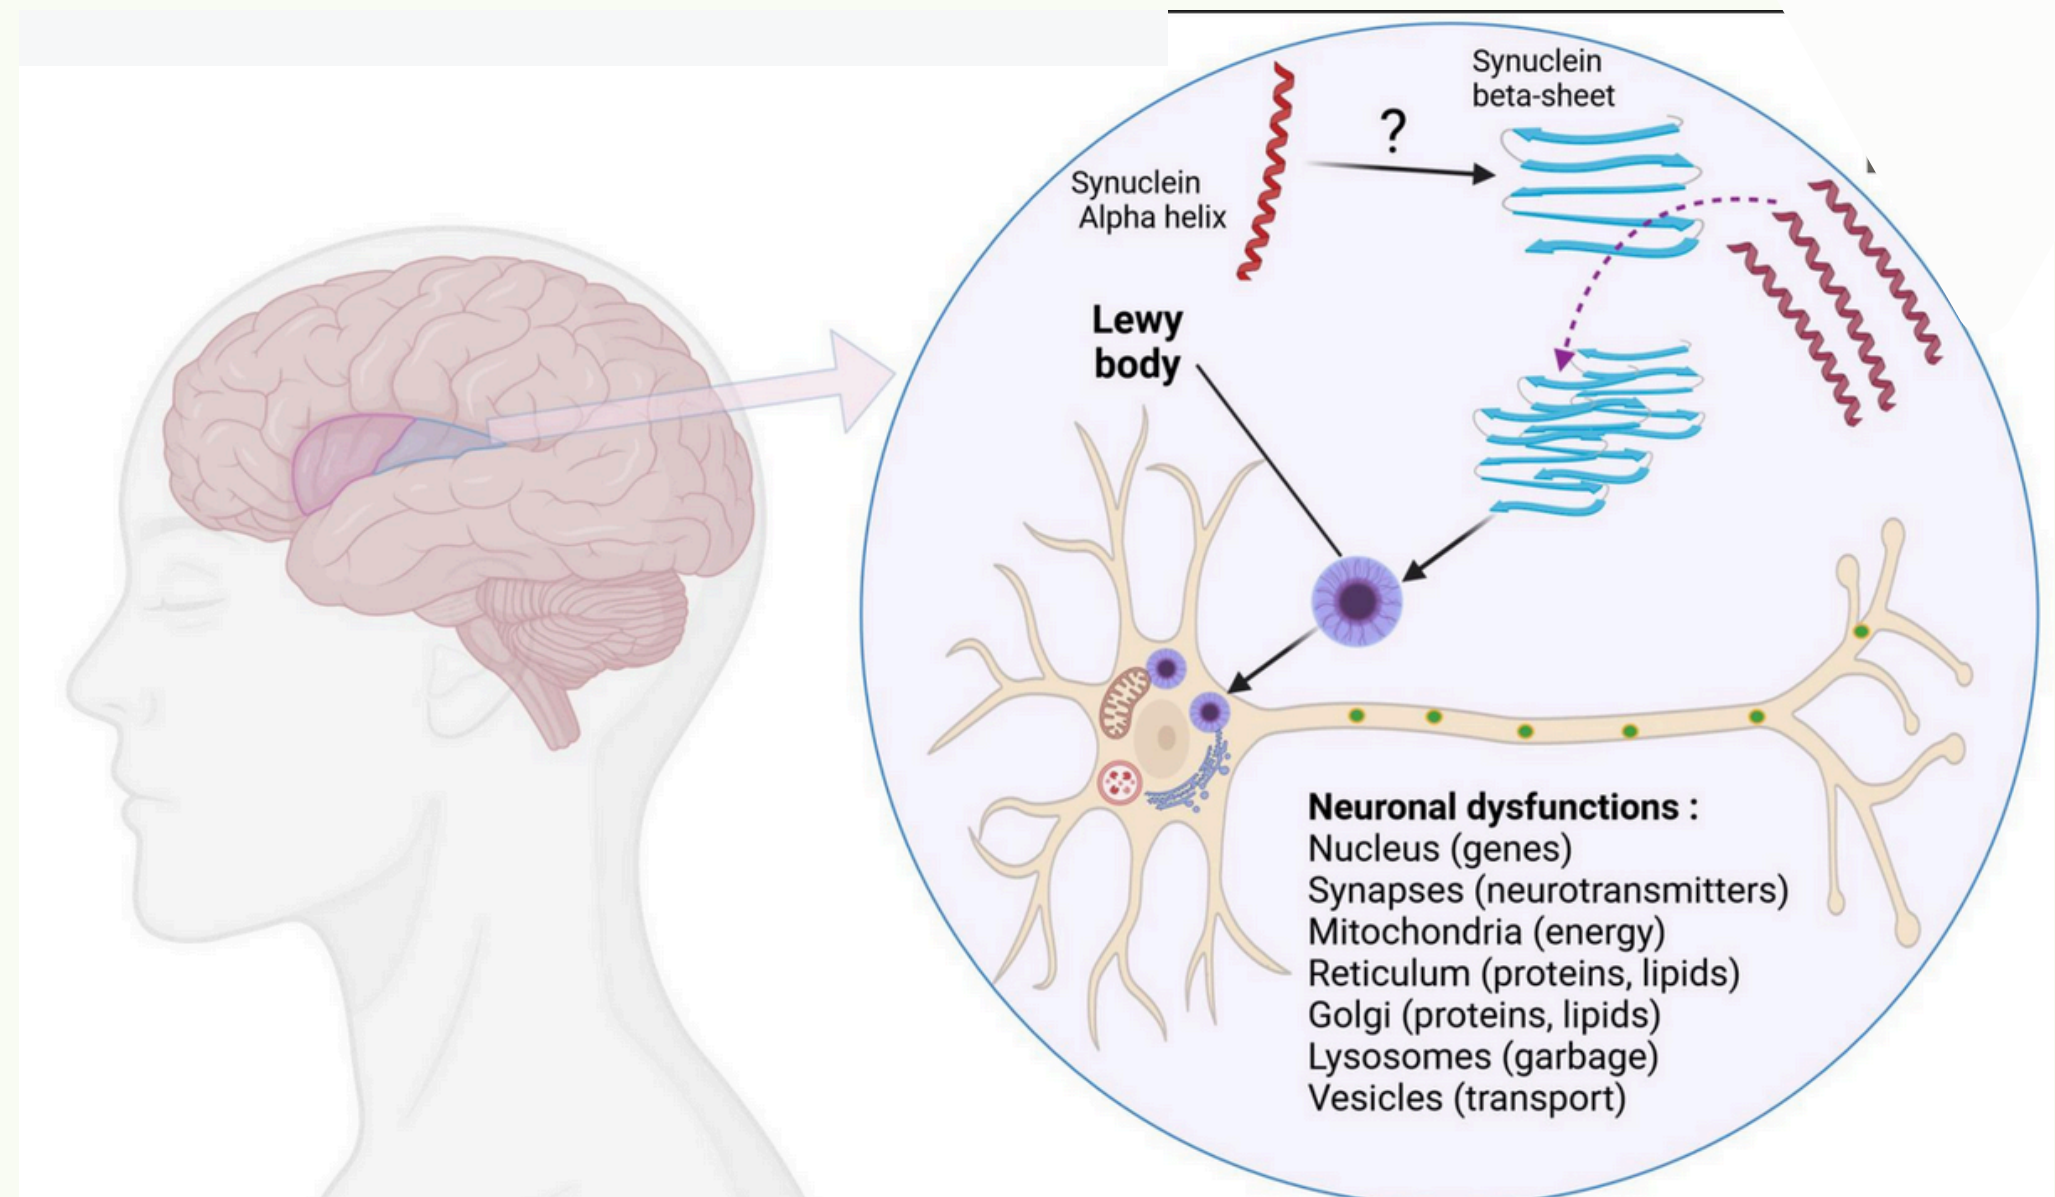 Synuclein
beta-sheet
?
Synuclein
Alpha helix
Lewy
body
Neuronal dysfunctions :
Nucleus (genes)
Synapses (neurotransmitters)
Mitochondria (energy)
Reticulum (proteins, lipids)
Golgi (proteins, lipids)
Lysosomes (garbage)
Vesicles (transport)